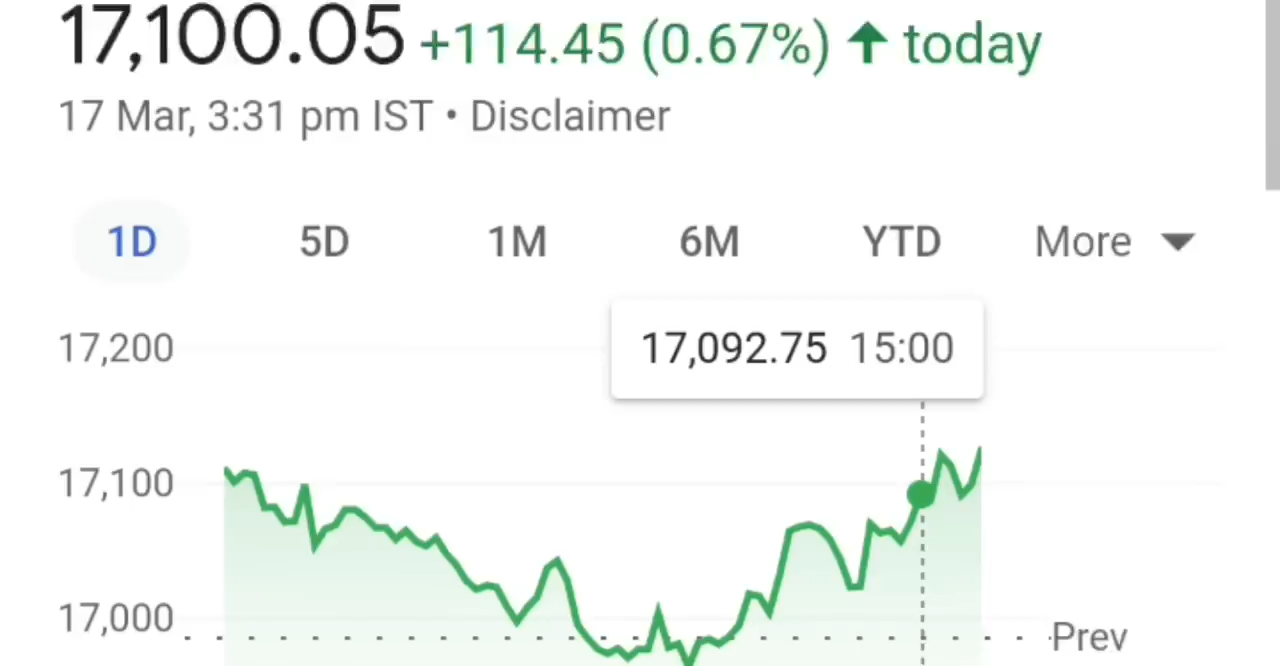 17,100.05 +114.45 (0.67%) ↑ today
17 Mar, 3:31 pm IST • Disclaimer
1D 5D 1M 6M YTD More
17,200
17,092.75 15:00
17,100
17,000
Prev